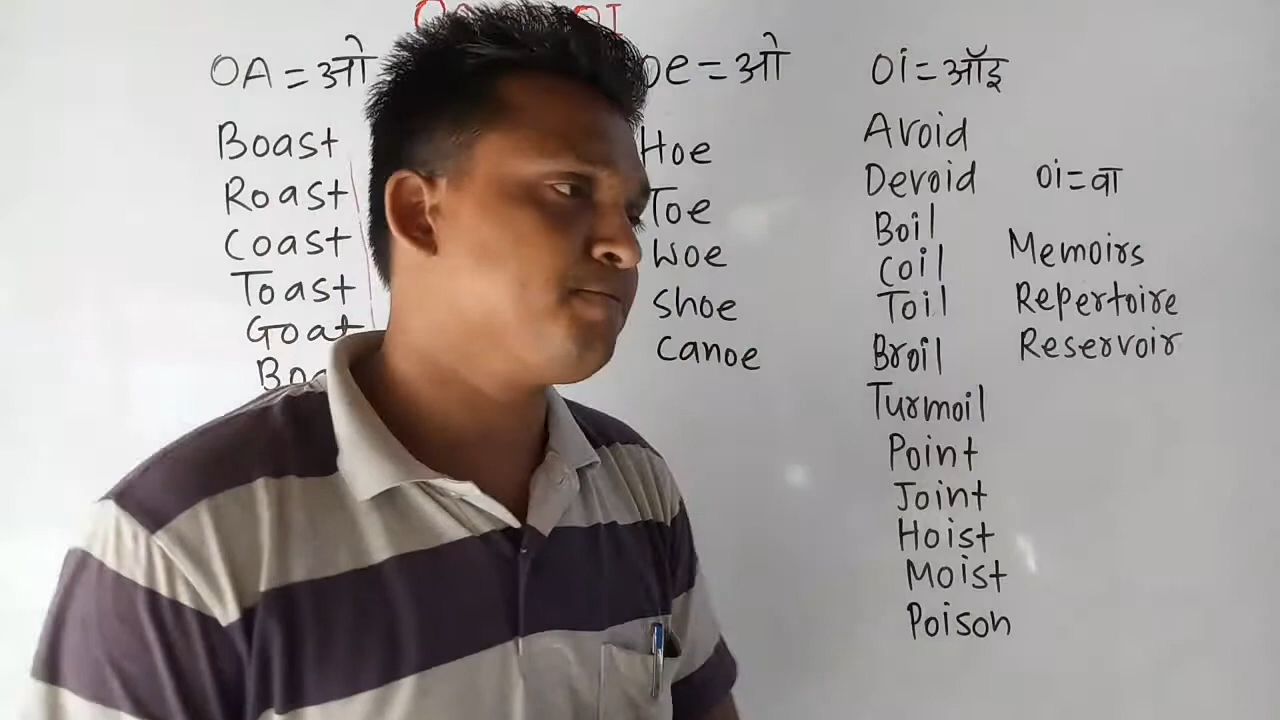 OA = ओ
Boast
Roast
Coast
Toast
Goat
oe = ओ
Hoe
Toe
Woe
Shoe
Canoe
Oi = ऑइ
Avoid
Devoid
Boil
Coil
Toil
Broil
Turmoil
Point
Joint
Hoist
Moist
Poison
oi = वा
Memoirs
Repertoire
Reservoir